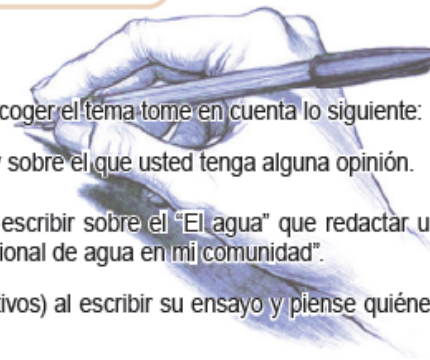 coger el tema tome en cuenta lo siguiente:
sobre el que usted tenga alguna opinión.
escribir sobre el “El agua” que redactar u
ional de agua en mi comunidad”.
tivos) al escribir su ensayo y piense quiéne